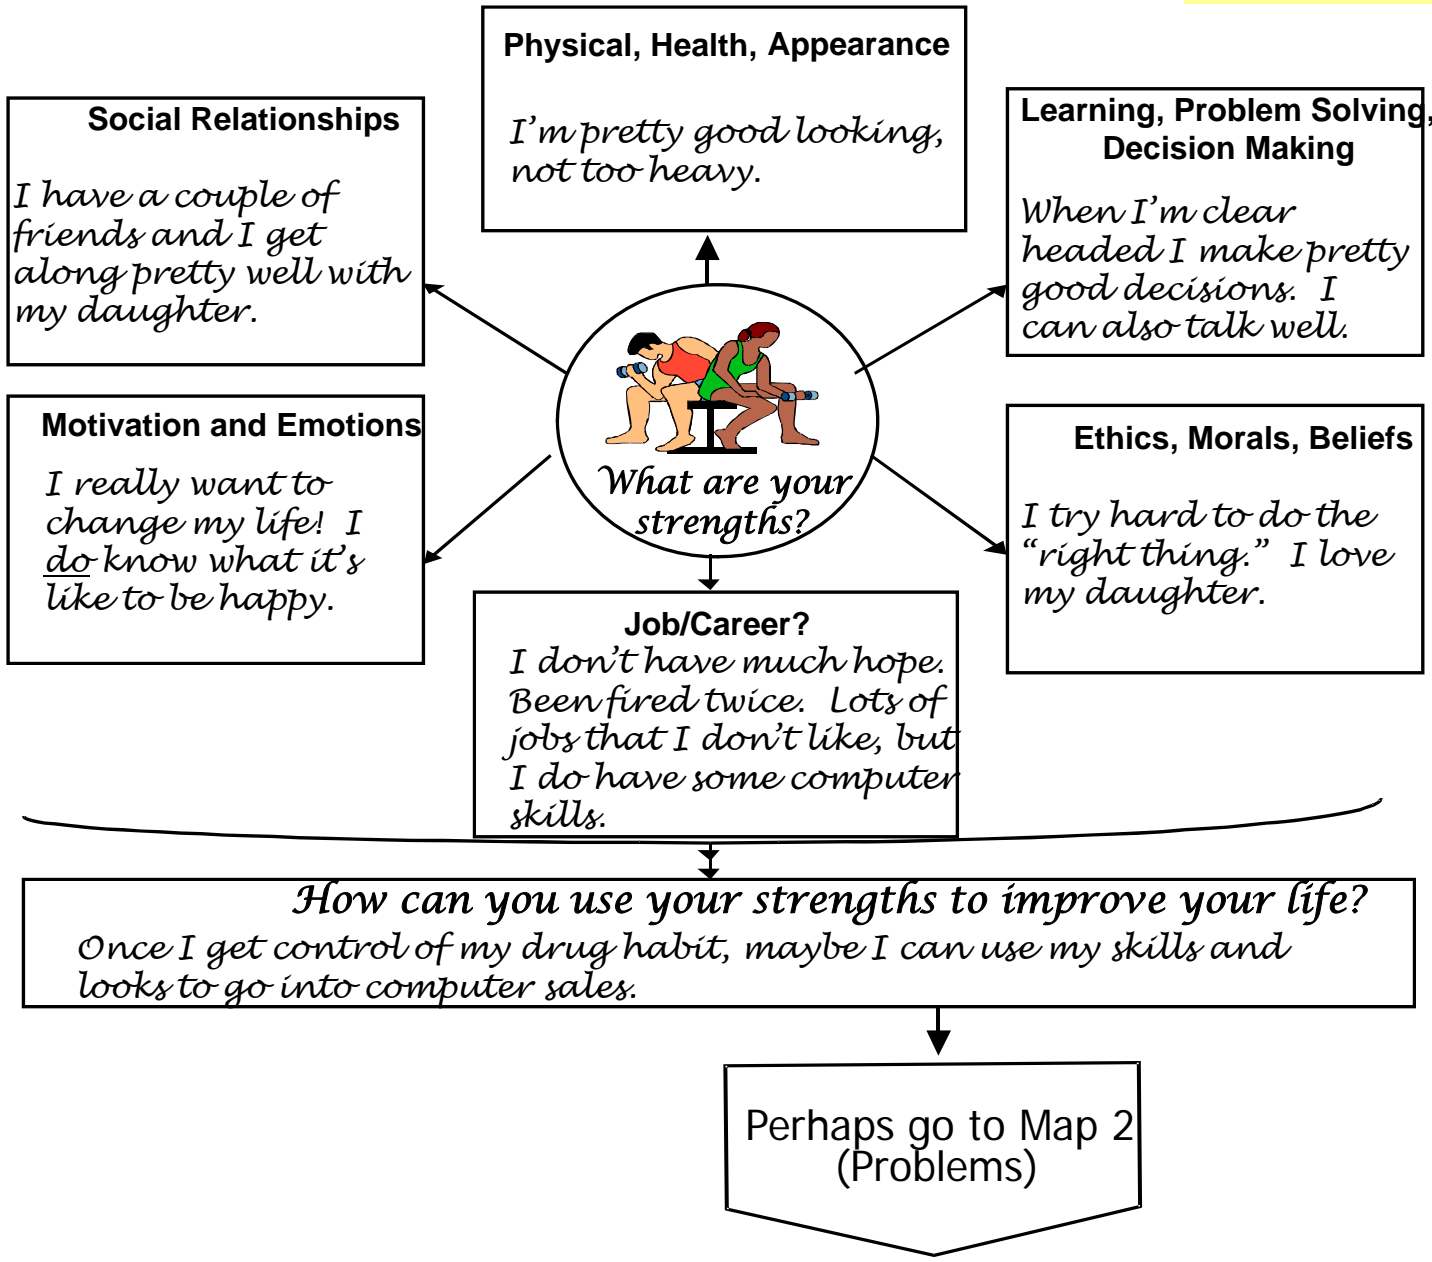 Physical, Health, Appearance
I'm pretty good looking,
not too heavy.
Social Relationships
I have a couple of
friends and I get
along pretty well with
my daughter.
Learning, Problem Solving,
Decision Making
When I'm clear
headed I make pretty
good decisions. I
can also talk well.
Motivation and Emotions
I really want to
change my life! I
do know what it's
like to be happy.
What are your
strengths?
Ethics, Morals, Beliefs
I try hard to do the
“right thing.” I love
my daughter.
Job/Career?
I don't have much hope.
Been fired twice. Lots of
jobs that I don't like, but
I do have some computer
skills.
How can you use your strengths to improve your life?
Once I get control of my drug habit, maybe I can use my skills and
looks to go into computer sales.
Perhaps go to Map 2
(Problems)